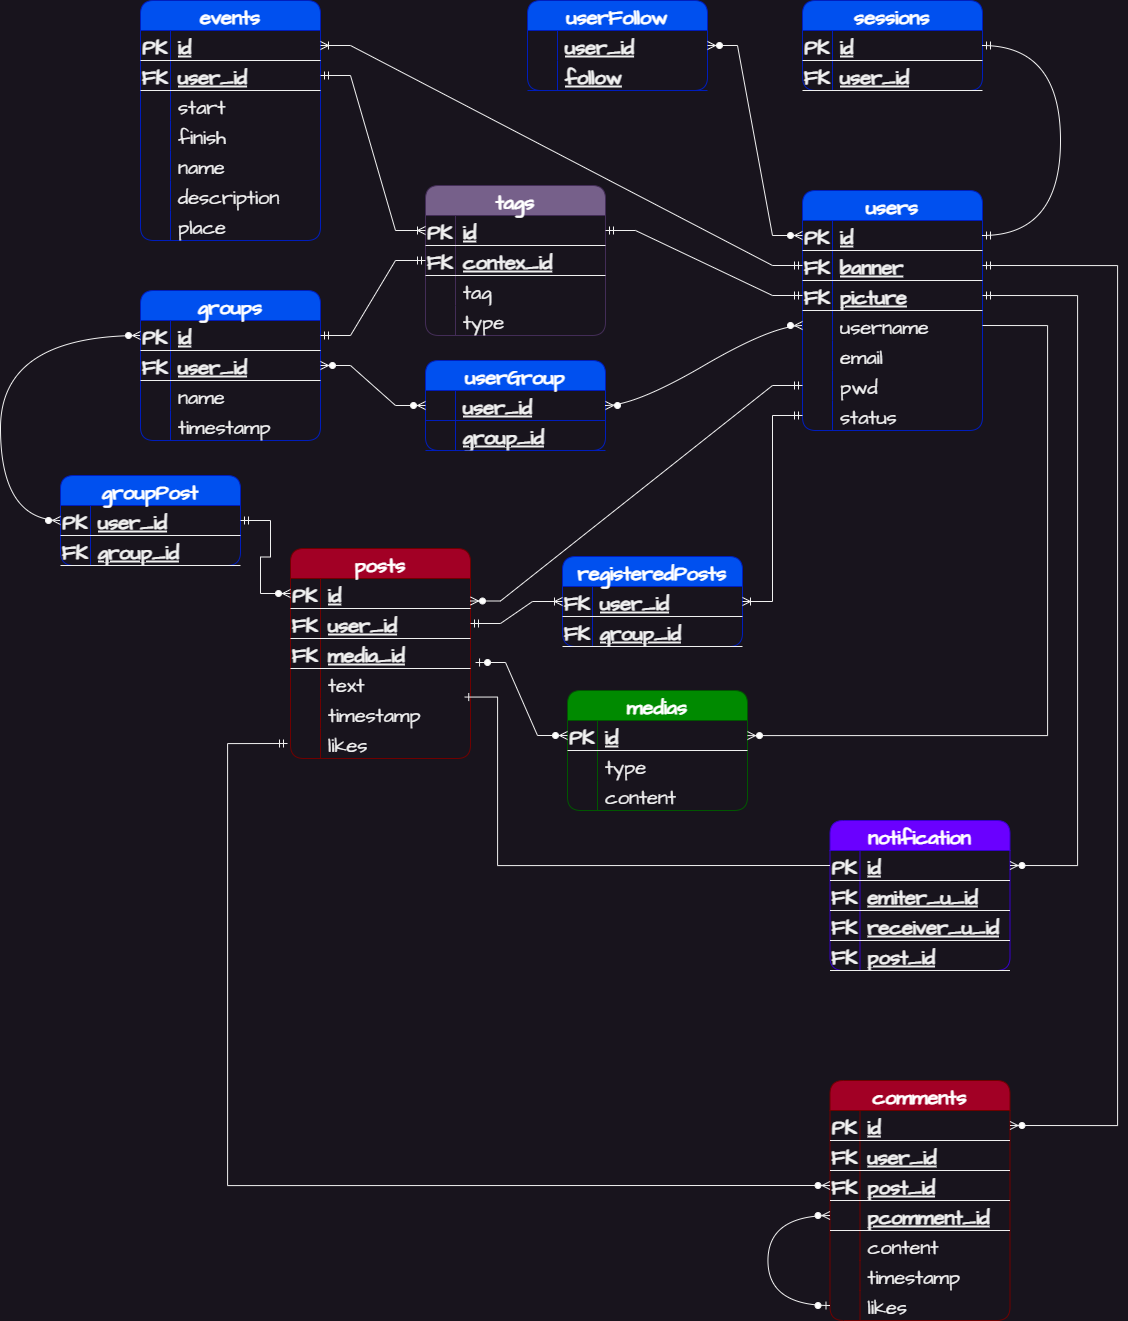 events
PK id
FK user_id
start
finish
name
description
place
userFollow
user_id
follow
sessions
PK id
FK user_id
tags
PK id
FK contex_id
tag
type
users
PK id
FK banner
FK picture
username
email
pwd
status
groups
PK id
FK user_id
name
timestamp
userGroup
user_id
group_id
groupPost
PK user_id
FK group_id
posts
PK id
FK user_id
FK media_id
text
timestamp
likes
registeredPosts
FK user_id
FK group_id
medias
PK id
type
content
notification
PK id
FK emiter_u_id
FK receiver_u_id
FK post_id
comments
PK id
FK user_id
FK post_id
pcomment_id
content
timestamp
likes